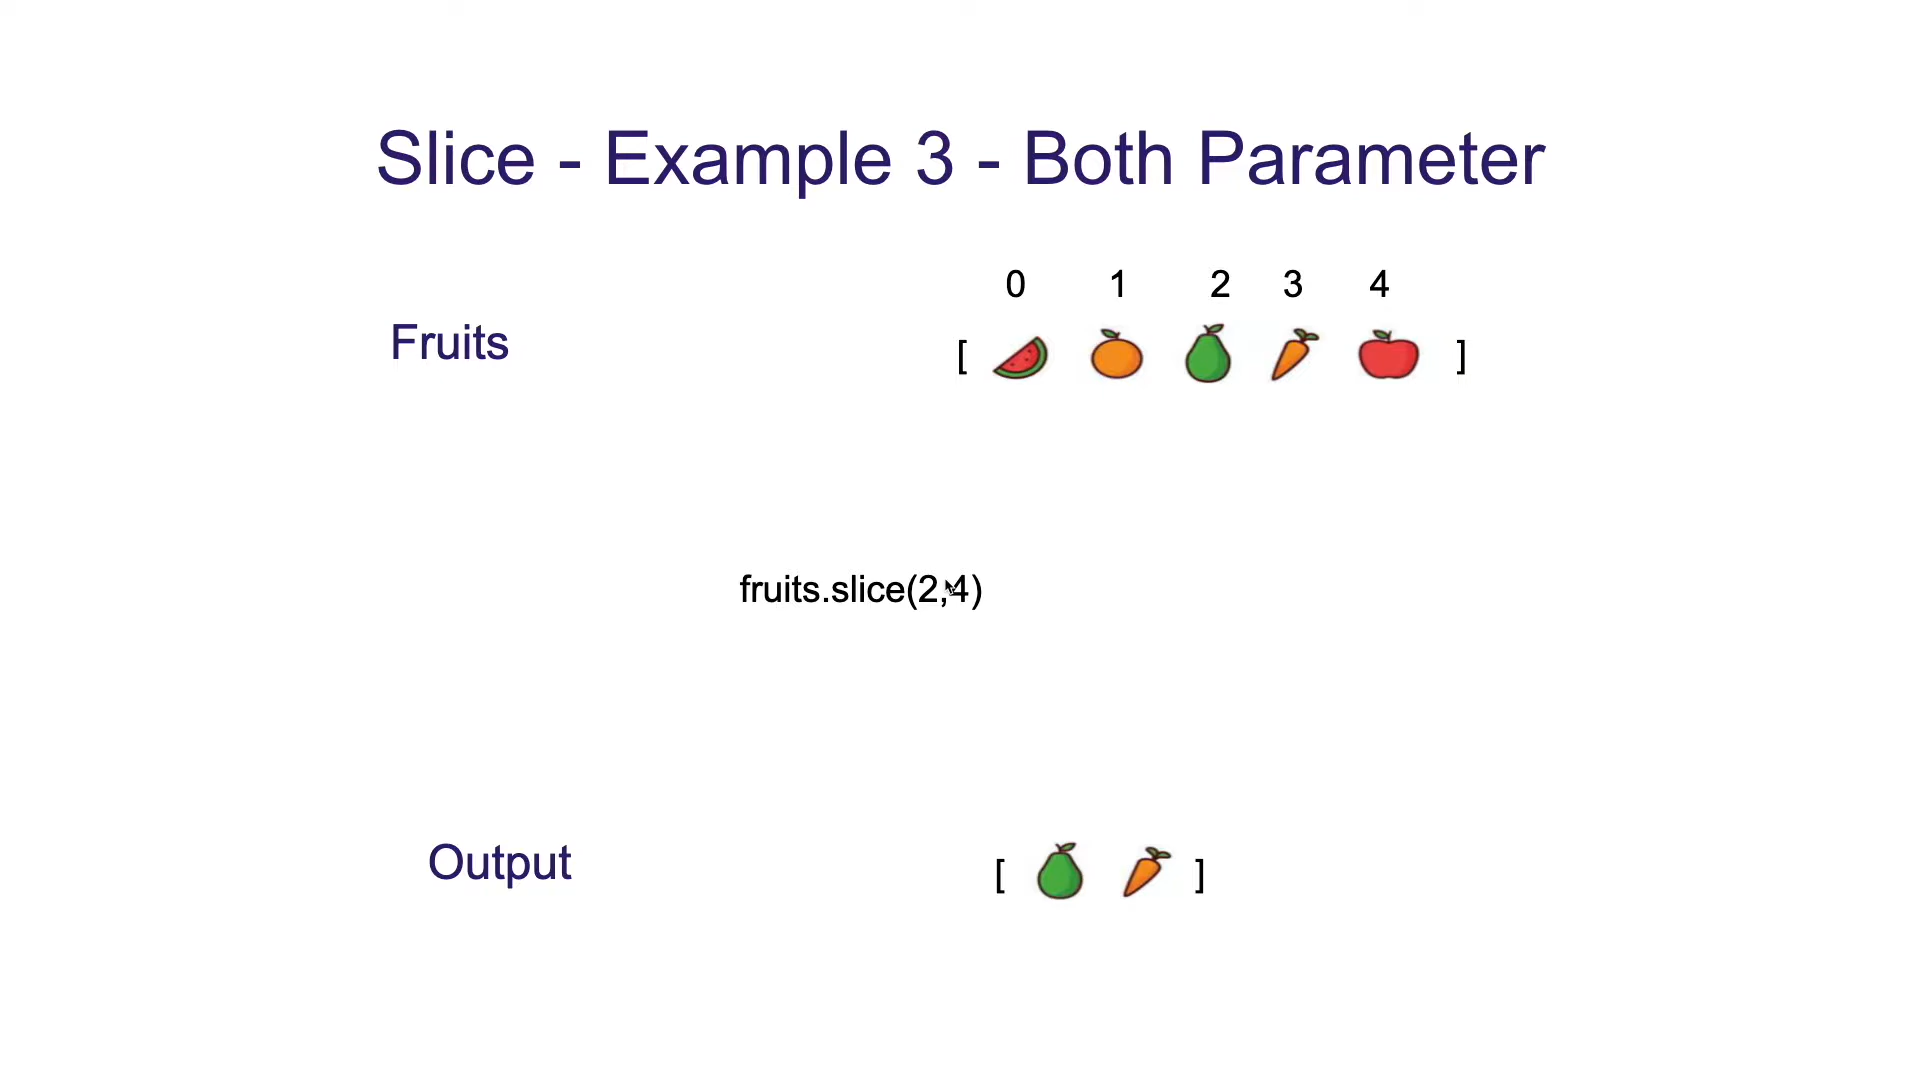 Slice - Example 3 - Both Parameter
0 1 2 3 4
Fruits
[ ]
fruits.slice(2,4)
Output
[ ]